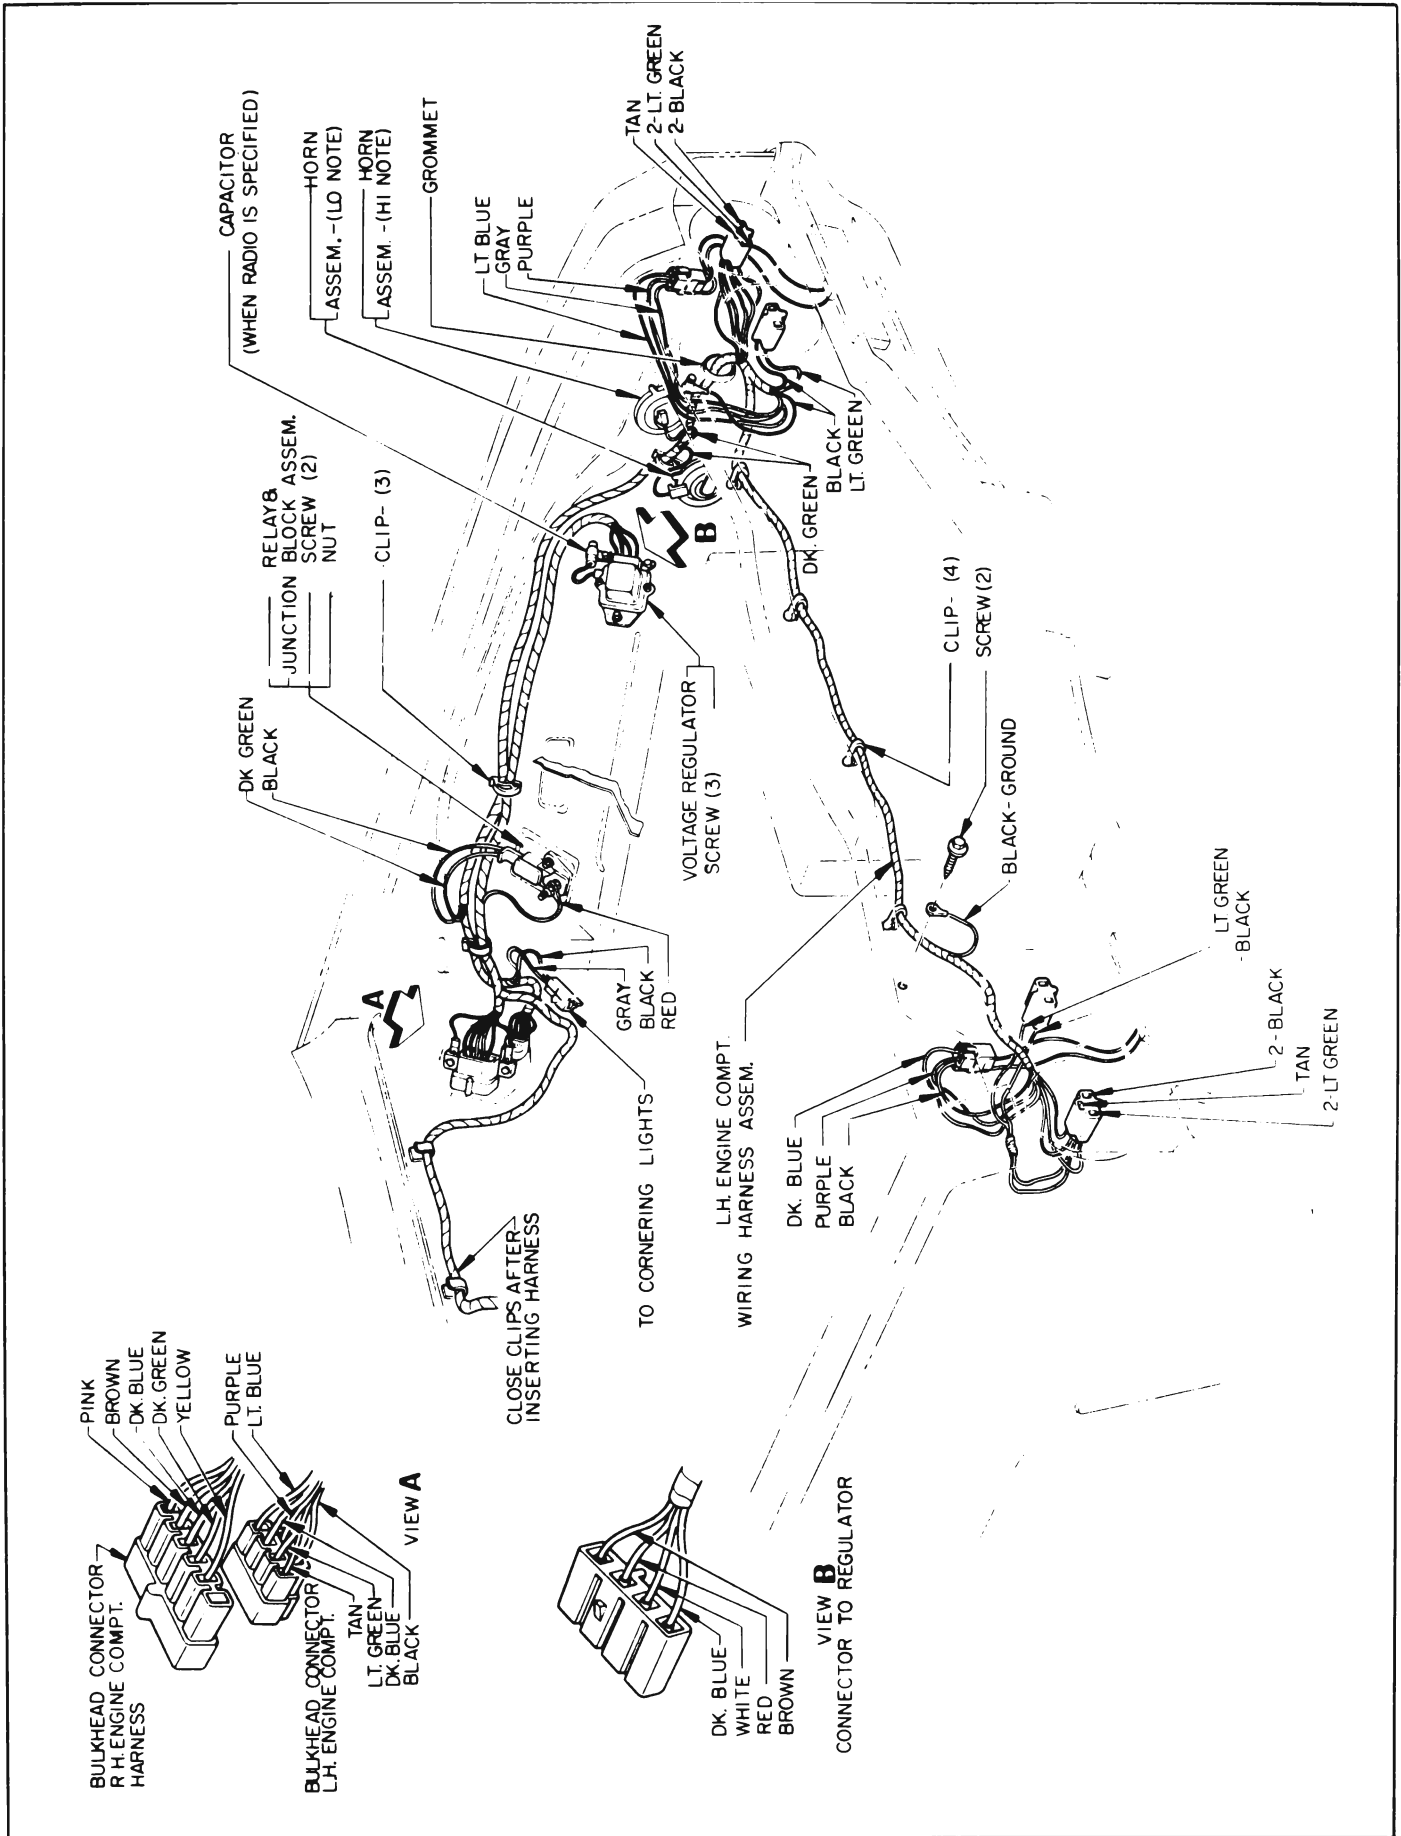 CAPACITOR
(WHEN RADIO IS SPECIFIED)
HORN
ASSEM. -(LO NOTE)
HORN
ASSEM. -(HI NOTE)
GROMMET
LT BLUE
GRAY
PURPLE
TAN
2-LT. GREEN
2-BLACK
RELAY &
JUNCTION BLOCK ASSEM.
SCREW (2)
NUT
CLIP- (3)
DK GREEN
BLACK
A
B
DK. GREEN
BLACK
LT. GREEN
VOLTAGE REGULATOR
SCREW (3)
CLIP- (4)
SCREW (2)
BLACK-GROUND
GRAY
BLACK
RED
TO CORNERING LIGHTS
L.H. ENGINE COMPT.
WIRING HARNESS ASSEM.
DK. BLUE
PURPLE
BLACK
LT GREEN
BLACK
2-BLACK
TAN
2-LT GREEN
CLOSE CLIPS AFTER
INSERTING HARNESS
PINK
BROWN
DK. BLUE
DK. GREEN
YELLOW
PURPLE
LT. BLUE
BULKHEAD CONNECTOR
R H. ENGINE COMPT.
HARNESS
BULKHEAD CONNECTOR
L.H. ENGINE COMPT.
TAN
LT. GREEN
DK. BLUE
BLACK
VIEW A
DK. BLUE
WHITE
RED
BROWN
VIEW B
CONNECTOR TO REGULATOR